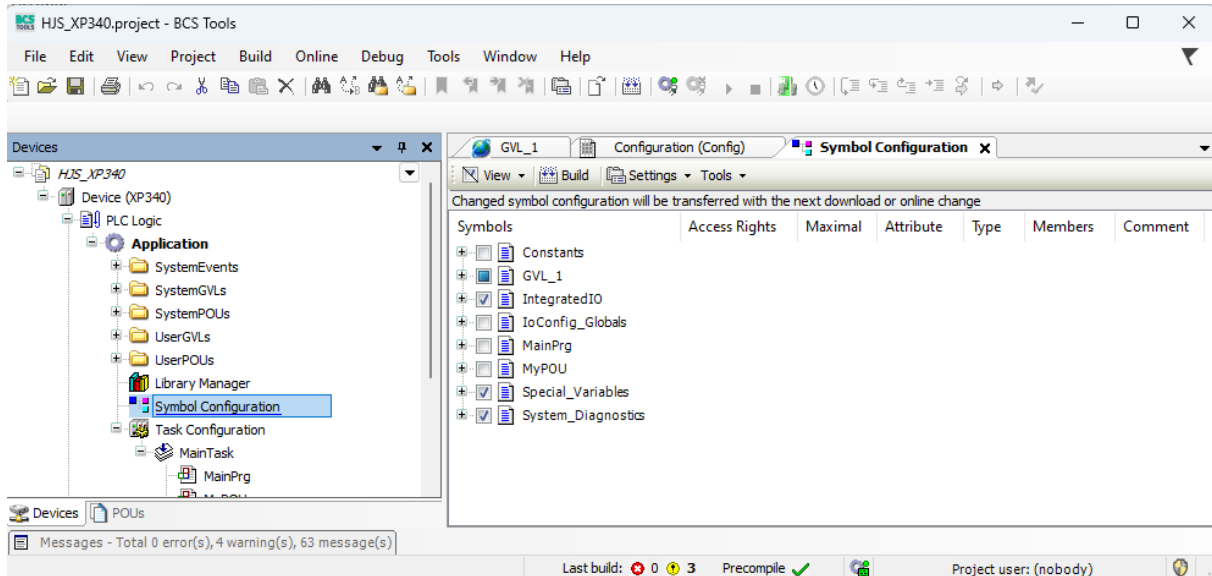 BCS TOOLS HJS_XP340.project - BCS Tools
File Edit View Project Build Online Debug Tools Window Help
Devices
HJS_XP340
Device (XP340)
PLC Logic
Application
SystemEvents
SystemGVLs
SystemPOUs
UserGVLs
UserPOUs
Library Manager
Symbol Configuration
Task Configuration
MainTask
MainPrg
Devices POUs
GVL_1 Configuration (Config) Symbol Configuration
View Build Settings Tools
Changed symbol configuration will be transferred with the next download or online change
Symbols Access Rights Maximal Attribute Type Members Comment
Constants
GVL_1
IntegratedIO
IoConfig_Globals
MainPrg
MyPOU
Special_Variables
System_Diagnostics
Messages - Total 0 error(s), 4 warning(s), 63 message(s)
Last build: 0 3 Precompile Project user: (nobody)